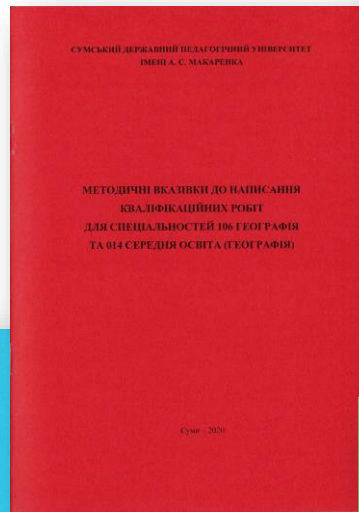 СУМСЬКИЙ ДЕРЖАВНИЙ ПЕДАГОГІЧНИЙ УНІВЕРСИТЕТ
ІМЕНІ А. С. МАКАРЕНКА
МЕТОДИЧНІ ВКАЗІВКИ ДО НАПИСАННЯ
КВАЛІФІКАЦІЙНИХ РОБІТ
ДЛЯ СПЕЦІАЛЬНОСТЕЙ 106 ГЕОГРАФІЯ
ТА 014 СЕРЕДНЯ ОСВІТА (ГЕОГРАФІЯ)
Суми - 2020